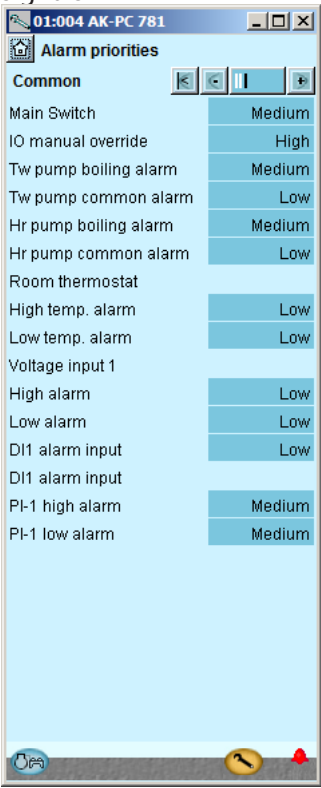 01:004 AK-PC 781
Alarm priorities
Common
Main Switch Medium
IO manual override High
Tw pump boiling alarm Medium
Tw pump common alarm Low
Hr pump boiling alarm Medium
Hr pump common alarm Low
Room thermostat
High temp. alarm Low
Low temp. alarm Low
Voltage input 1
High alarm Low
Low alarm Low
DI1 alarm input Low
DI1 alarm input
PI-1 high alarm Medium
PI-1 low alarm Medium